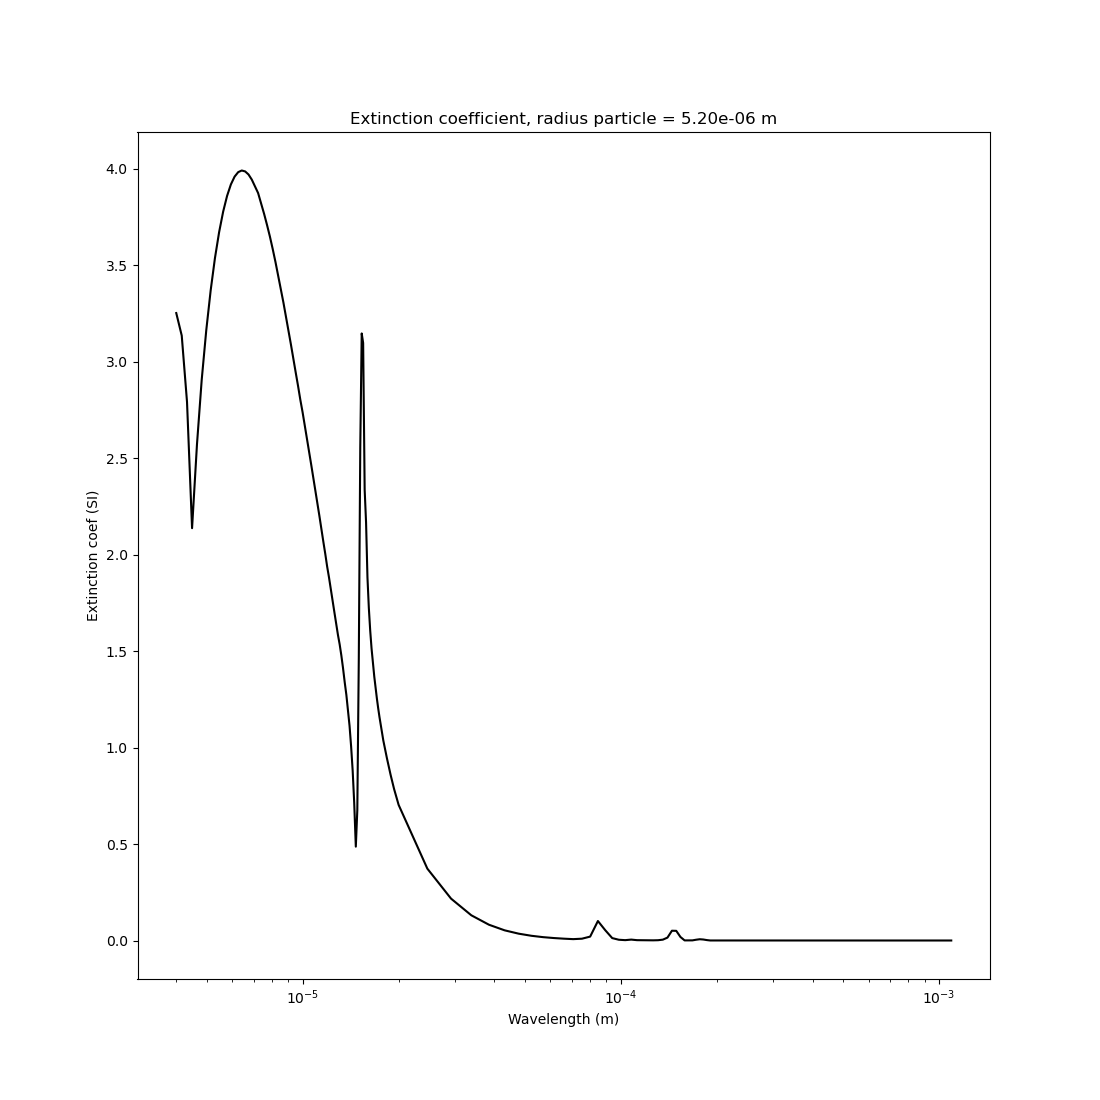 Extinction coefficient, radius particle = 5.20e-06 m
4.0
3.5
3.0
2.5
2.0
1.5
1.0
0.5
0.0
Extinction coef (SI)
10⁻⁵ 10⁻⁴ 10⁻³
Wavelength (m)